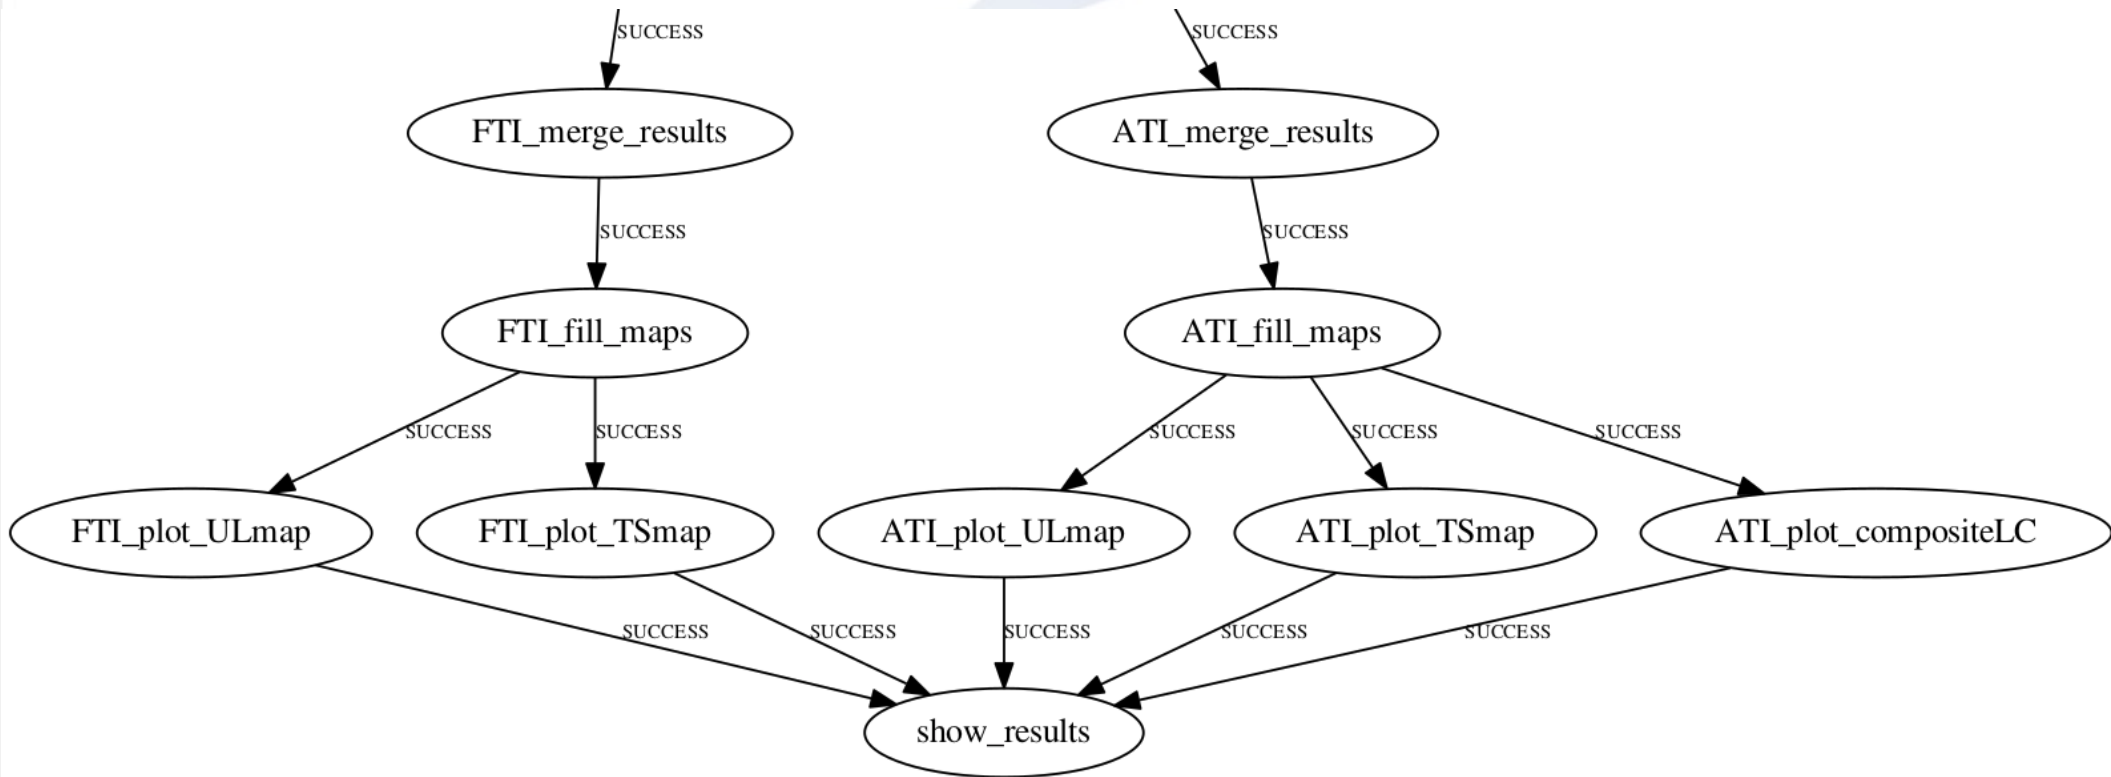 SUCCESS
SUCCESS
FTI_merge_results
ATI_merge_results
SUCCESS
SUCCESS
FTI_fill_maps
ATI_fill_maps
SUCCESS
SUCCESS
SUCCESS
SUCCESS
SUCCESS
FTI_plot_ULmap
FTI_plot_TSmap
ATI_plot_ULmap
ATI_plot_TSmap
ATI_plot_compositeLC
SUCCESS
SUCCESS
SUCCESS
SUCCESS
SUCCESS
show_results